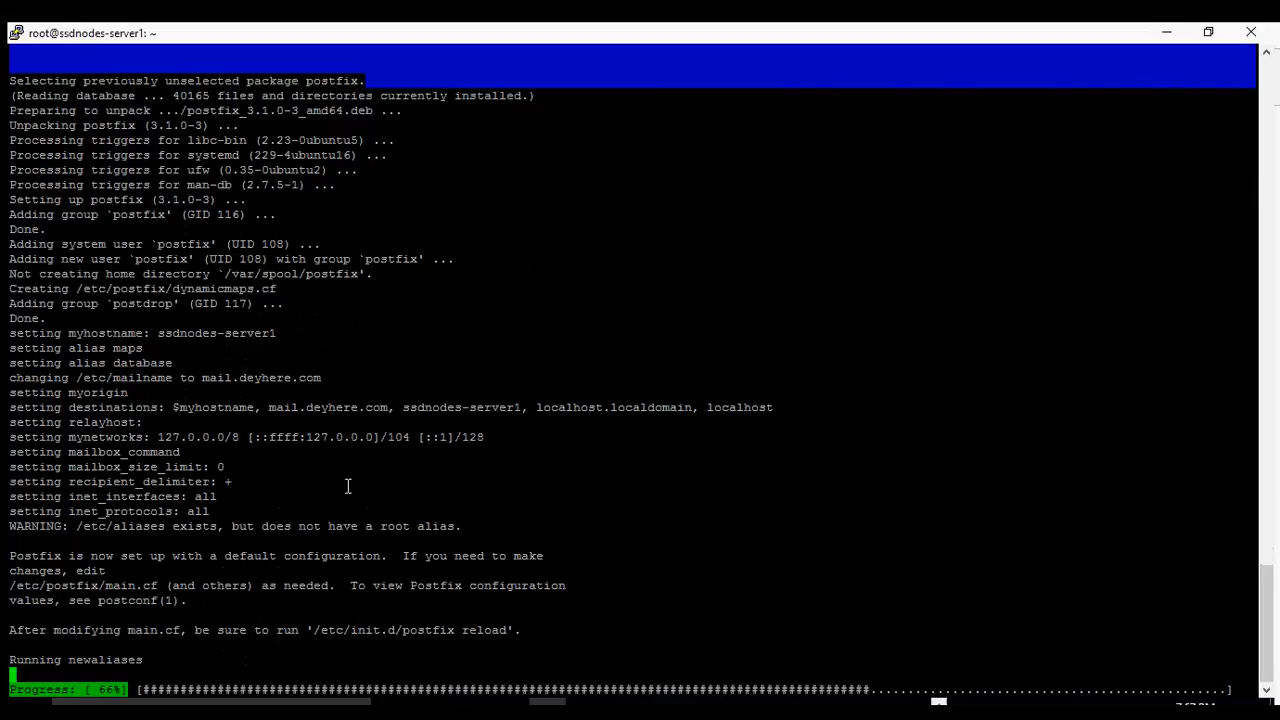 root@ssdnodes-server1: ~
Selecting previously unselected package postfix.
(Reading database ... 40165 files and directories currently installed.)
Preparing to unpack .../postfix_3.1.0-3_amd64.deb ...
Unpacking postfix (3.1.0-3) ...
Processing triggers for libc-bin (2.23-0ubuntu5) ...
Processing triggers for systemd (229-4ubuntu16) ...
Processing triggers for ufw (0.35-0ubuntu2) ...
Processing triggers for man-db (2.7.5-1) ...
Setting up postfix (3.1.0-3) ...
Adding group `postfix' (GID 116) ...
Done.
Adding system user `postfix' (UID 108) ...
Adding new user `postfix' (UID 108) with group `postfix' ...
Not creating home directory `/var/spool/postfix'.
Creating /etc/postfix/dynamicmaps.cf
Adding group `postdrop' (GID 117) ...
Done.
setting myhostname: ssdnodes-server1
setting alias maps
setting alias database
changing /etc/mailname to mail.deyhere.com
setting myorigin
setting destinations: $myhostname, mail.deyhere.com, ssdnodes-server1, localhost.localdomain, localhost
setting relayhost:
setting mynetworks: 127.0.0.0/8 [::ffff:127.0.0.0]/104 [::1]/128
setting mailbox_command
setting mailbox_size_limit: 0
setting recipient_delimiter: +
setting inet_interfaces: all
setting inet_protocols: all
WARNING: /etc/aliases exists, but does not have a root alias.
Postfix is now set up with a default configuration.  If you need to make
changes, edit
/etc/postfix/main.cf (and others) as needed.  To view Postfix configuration
values, see postconf(1).
After modifying main.cf, be sure to run '/etc/init.d/postfix reload'.
Running newaliases
Progress: [ 66%] [##################################################################################################................................................]